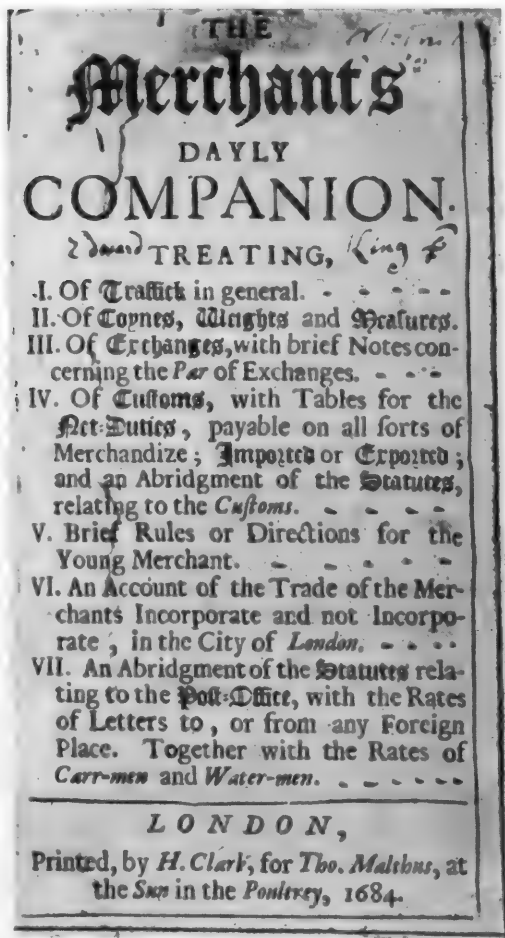 THE
Merchant's
DAYLY
COMPANION.
Edward TREATING, King
I. Of Traffick in general.
II. Of Coynes, Weights and Meaſures.
III. Of Exchanges, with brief Notes con-
cerning the Par of Exchanges.
IV. Of Cuſtoms, with Tables for the
Net-Duties, payable on all ſorts of
Merchandize; Imported or Exported;
and an Abridgment of the Statutes,
relating to the Cuſtoms.
V. Brief Rules or Directions for the
Young Merchant.
VI. An Account of the Trade of the Mer-
chants Incorporate and not Incorpo-
rate, in the City of London.
VII. An Abridgment of the Statutes rela-
ting to the Poſt-Office, with the Rates
of Letters to, or from any Foreign
Place. Together with the Rates of
Carr-men and Water-men.
LONDON,
Printed, by H. Clark, for Tho. Malthus, at
the Sun in the Poultrey, 1684.